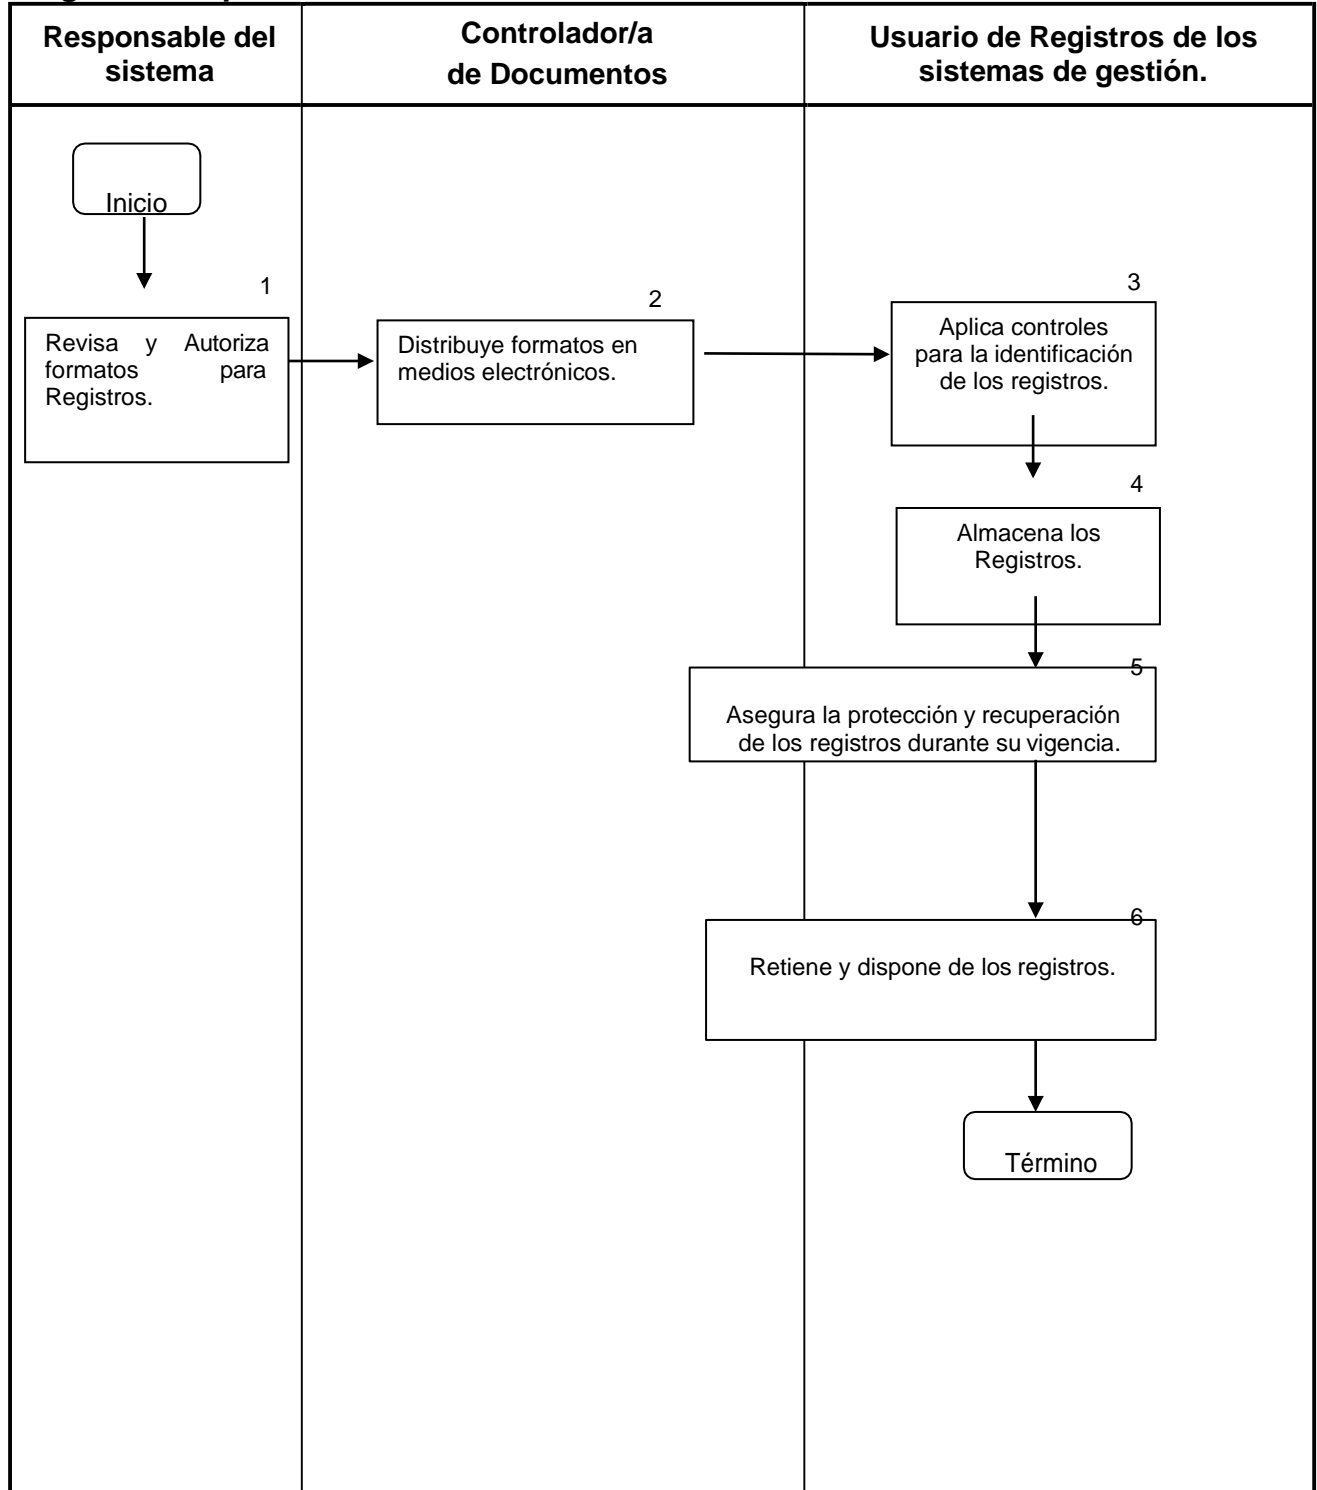 Responsable del
sistema
Controlador/a
de Documentos
Usuario de Registros de los
sistemas de gestión.
Inicio
1
Revisa y Autoriza
formatos para
Registros.
2
Distribuye formatos en
medios electrónicos.
3
Aplica controles
para la identificación
de los registros.
4
Almacena los
Registros.
5
Asegura la protección y recuperación
de los registros durante su vigencia.
6
Retiene y dispone de los registros.
Término